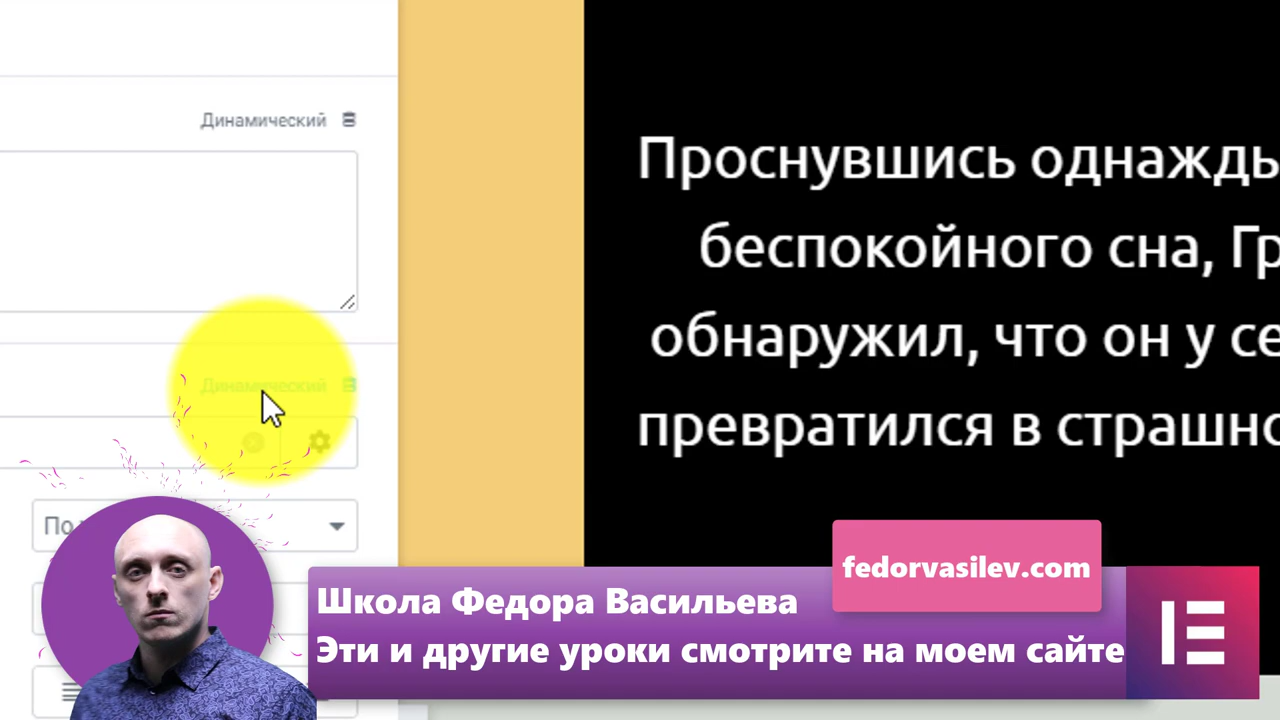 Динамический
Проснувшись однажды
беспокойного сна, Гр
обнаружил, что он у се
превратился в страшно
Динамический
По
fedorvasilev.com
Школа Федора Васильева
Эти и другие уроки смотрите на моем сайте